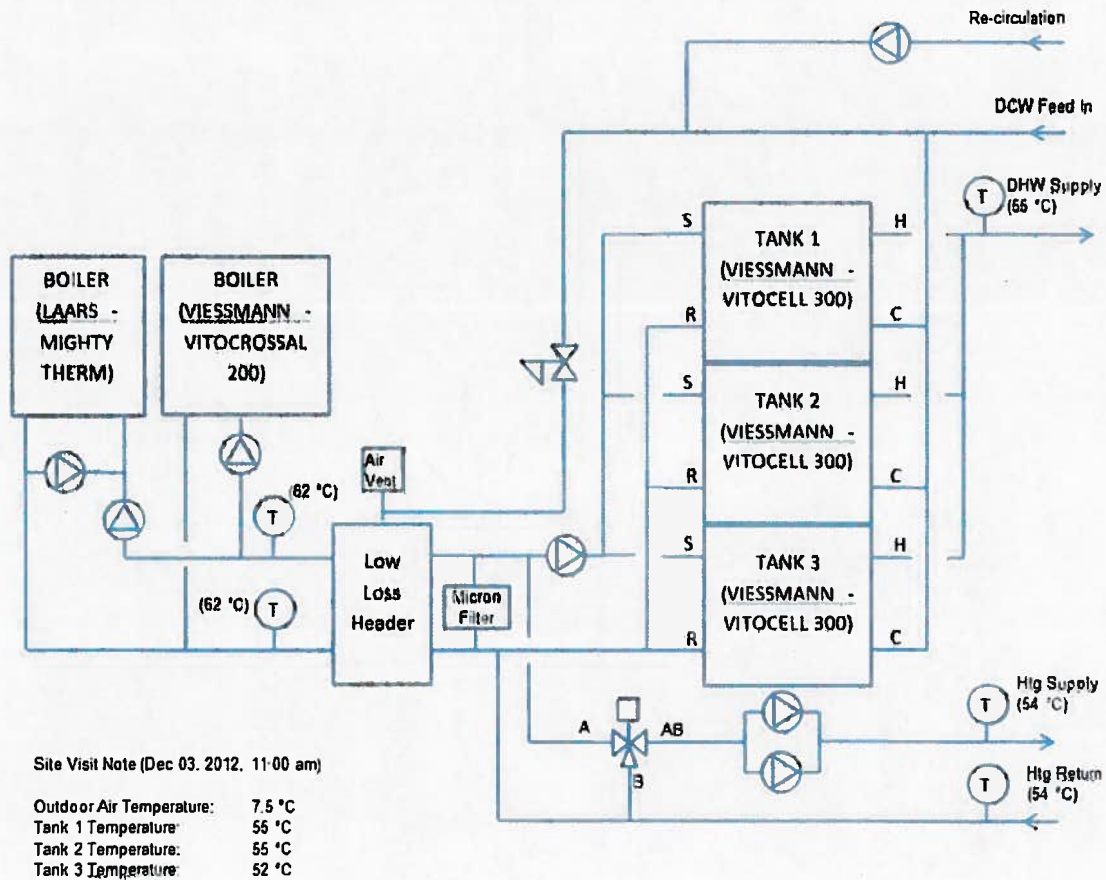 Re-circulation
DCW Feed In
DHW Supply
(55 °C)
T
BOILER
(LAARS -
MIGHTY
THERM)
BOILER
(VIESSMANN -
VITOCROSSAL
200)
S
TANK 1
(VIESSMANN -
VITOCELL 300)
H
R
C
S
TANK 2
(VIESSMANN -
VITOCELL 300)
H
R
C
S
TANK 3
(VIESSMANN -
VITOCELL 300)
H
R
C
Air
Vent
(62 °C)
T
(62 °C)
T
Low
Loss
Header
Micron
Filter
A
AB
B
Htg Supply
(54 °C)
T
Htg Return
(54 °C)
T
Site Visit Note (Dec 03. 2012, 11:00 am)
Outdoor Air Temperature: 7.5 °C
Tank 1 Temperature: 55 °C
Tank 2 Temperature: 55 °C
Tank 3 Temperature: 52 °C